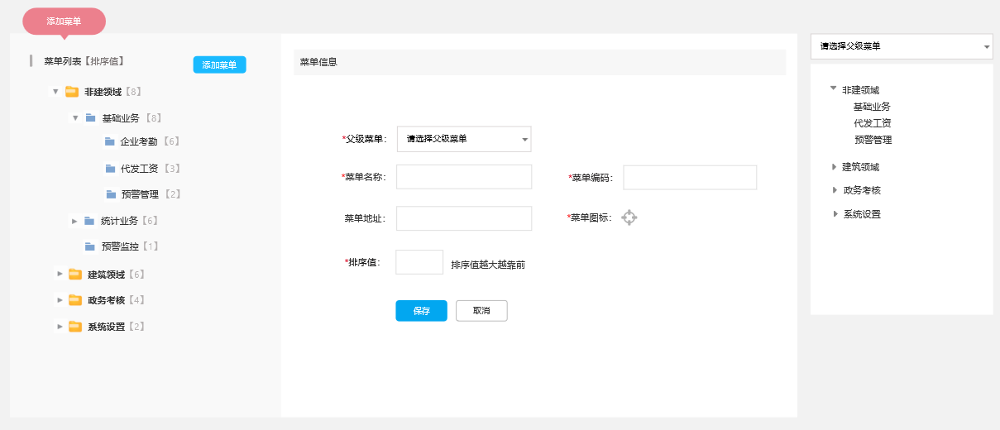 添加菜单
菜单列表【排序值】
添加菜单
非建领域【8】
基础业务【8】
企业考勤【6】
代发工资【3】
预警管理【2】
统计业务【6】
预警监控【1】
建筑领域【6】
政务考核【4】
系统设置【2】
菜单信息
*父级菜单： 请选择父级菜单
*菜单名称： *菜单编码：
菜单地址： *菜单图标：
*排序值： 排序值越大越靠前
保存 取消
请选择父级菜单
非建领域
基础业务
代发工资
预警管理
建筑领域
政务考核
系统设置